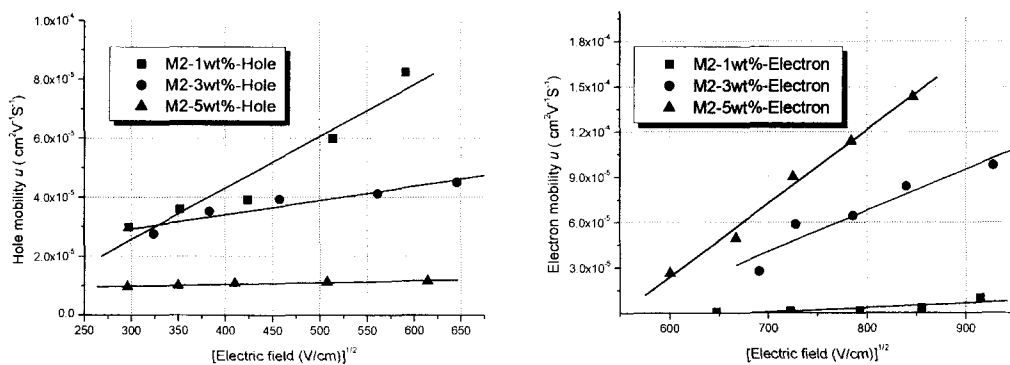 1.0x10⁻⁴
8.0x10⁻⁵
6.0x10⁻⁵
4.0x10⁻⁵
2.0x10⁻⁵
0.0
Hole mobility u ( cm²V⁻¹S⁻¹)
M2-1wt%-Hole
M2-3wt%-Hole
M2-5wt%-Hole
250 300 350 400 450 500 550 600 650 700
[Electric field (V/cm)]¹/²
1.8x10⁻⁴
1.5x10⁻⁴
1.2x10⁻⁴
9.0x10⁻⁵
6.0x10⁻⁵
3.0x10⁻⁵
Electron mobility u ( cm²V⁻¹S⁻¹)
M2-1wt%-Electron
M2-3wt%-Electron
M2-5wt%-Electron
600 700 800 900
[Electric field (V/cm)]¹/²